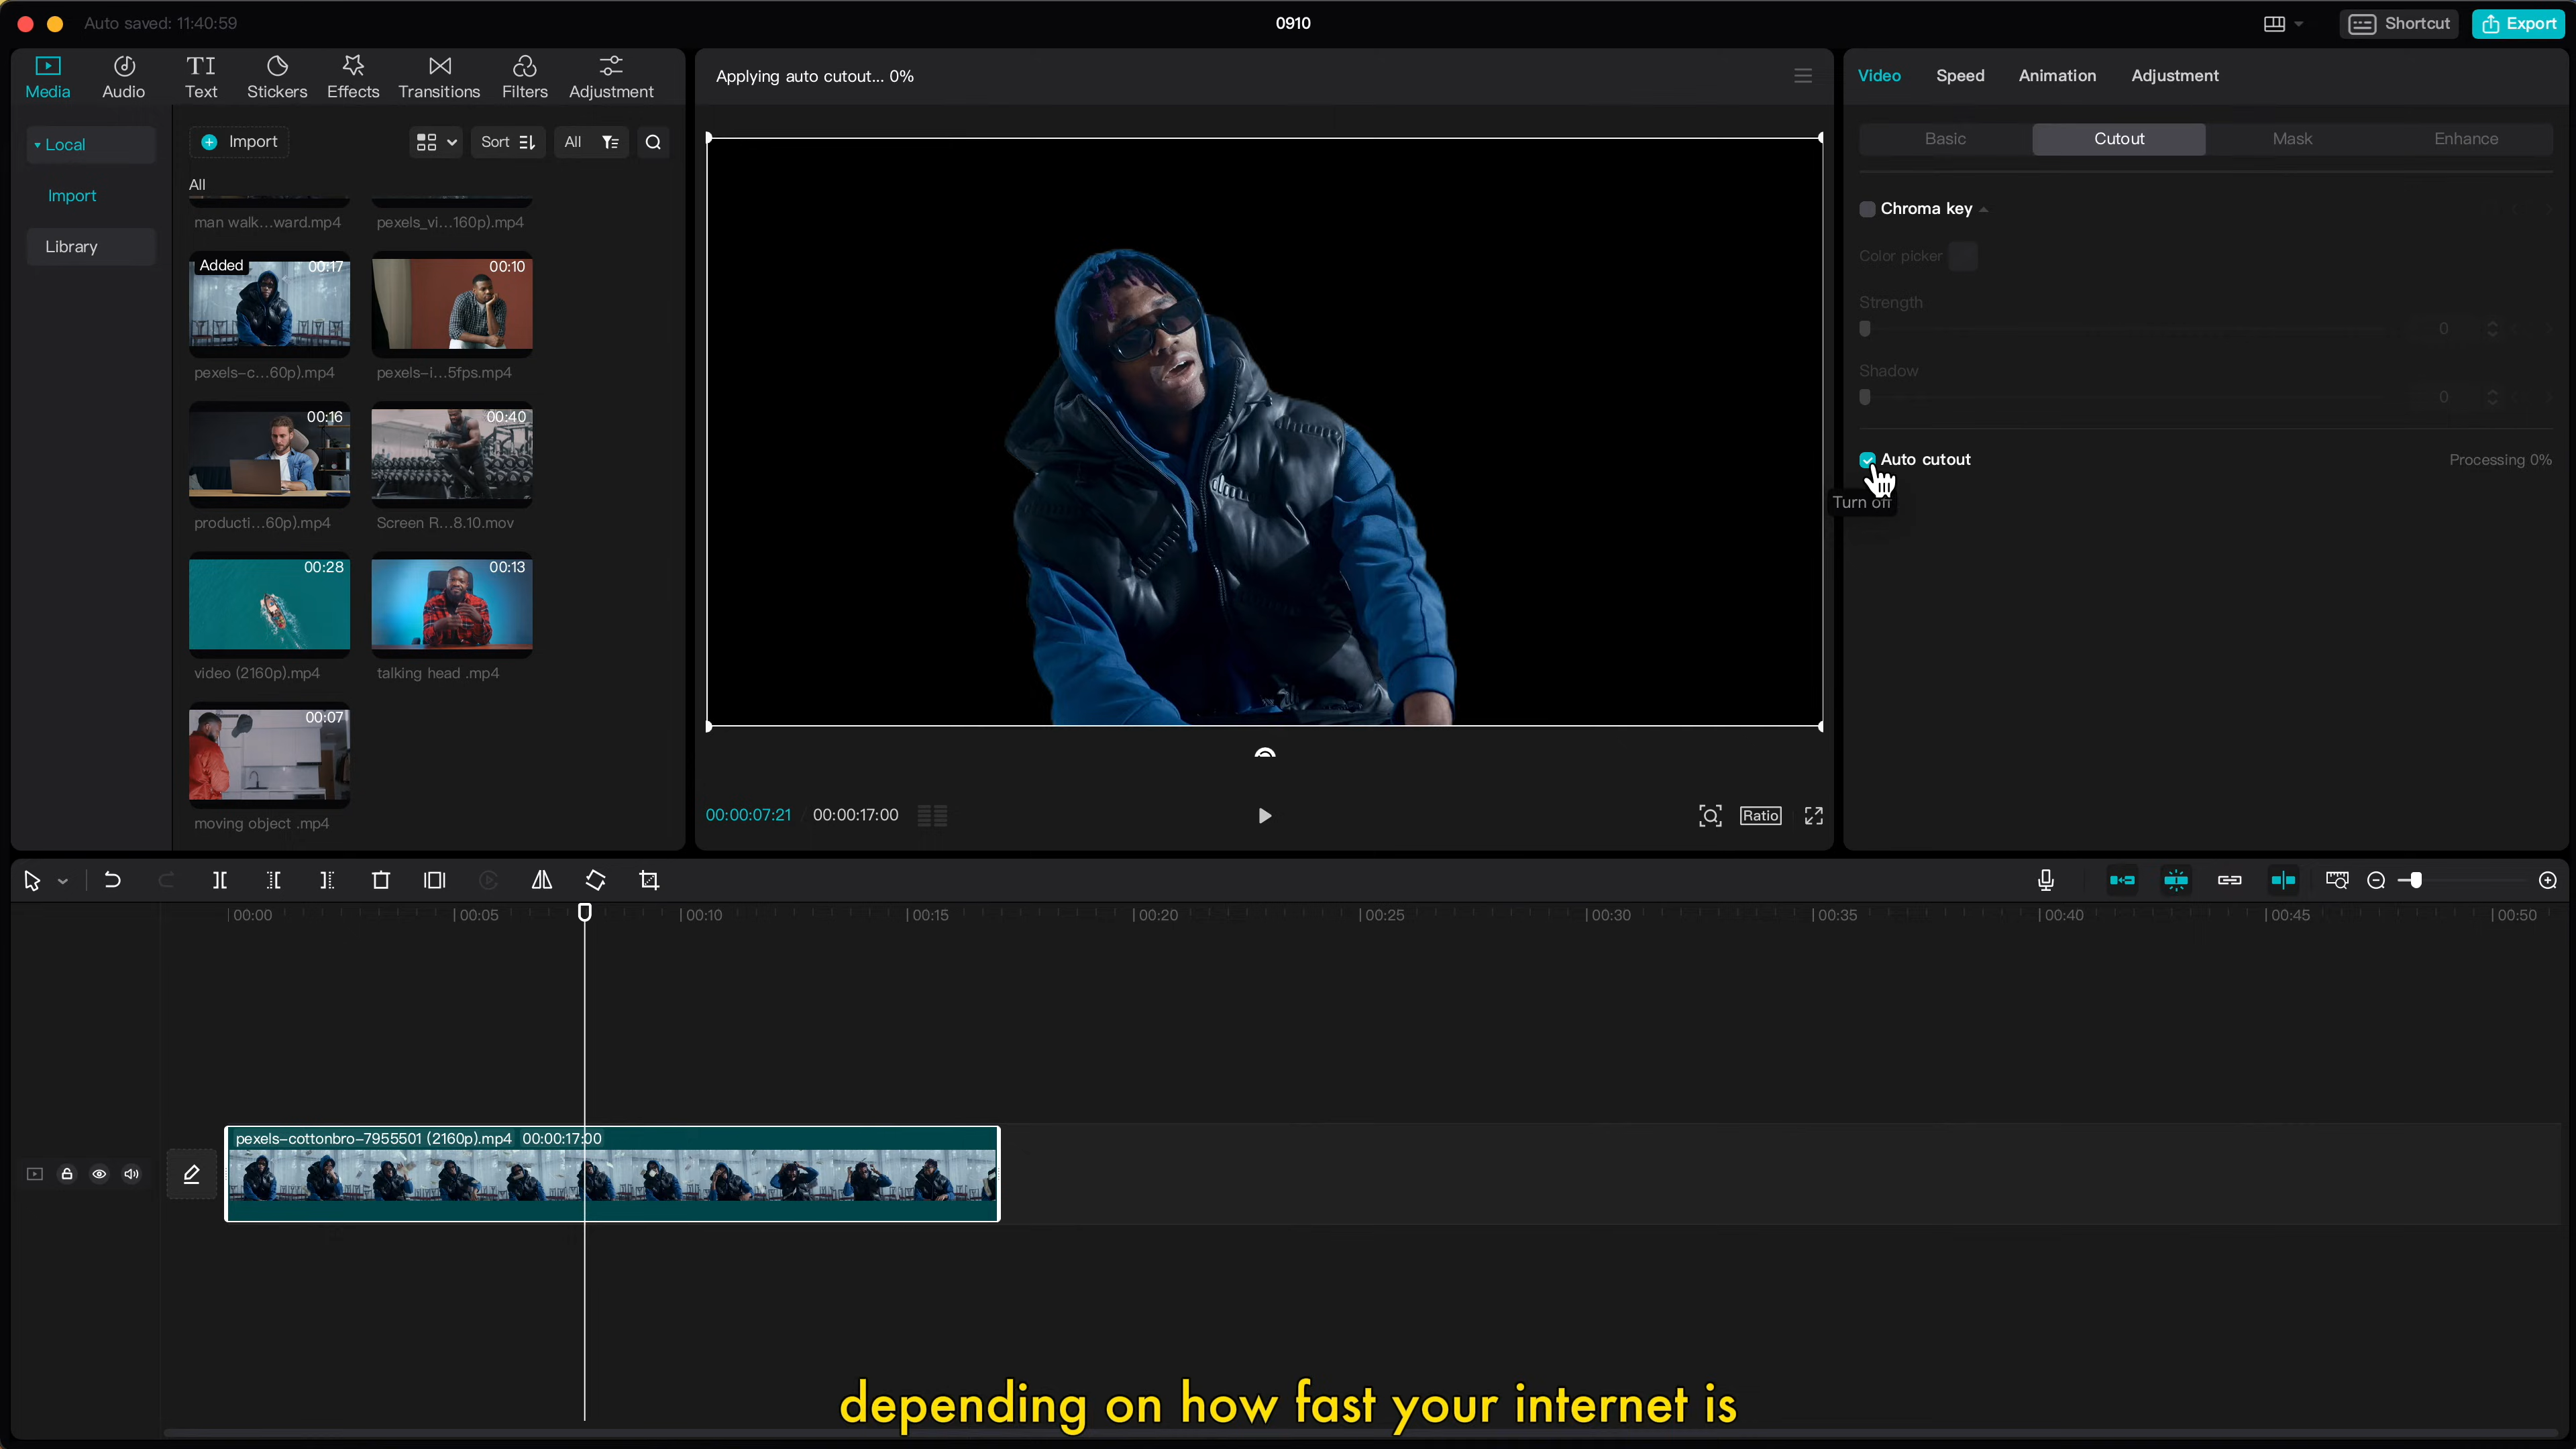 Auto saved: 11:40:59
0910
Shortcut
Export
Media
Audio
Text
Stickers
Effects
Transitions
Filters
Adjustment
Local
Import
Library
Import
Sort
All
All
man walk...ward.mp4
pexels_vi...160p).mp4
Added
00:17
pexels-c...60p).mp4
00:10
pexels-i...5fps.mp4
00:16
producti...60p).mp4
00:40
Screen R...8.10.mov
00:28
video (2160p).mp4
00:13
talking head .mp4
00:07
moving object .mp4
Applying auto cutout... 0%
00:00:07:21 / 00:00:17:00
Ratio
Video
Speed
Animation
Adjustment
Basic
Cutout
Mask
Enhance
Chroma key
Color picker
Strength
0
Shadow
0
Auto cutout
Processing 0%
Turn off
00:00
00:05
00:10
00:15
00:20
00:25
00:30
00:35
00:40
00:45
00:50
pexels-cottonbro-7955501 (2160p).mp4 00:00:17:00
depending on how fast your internet is